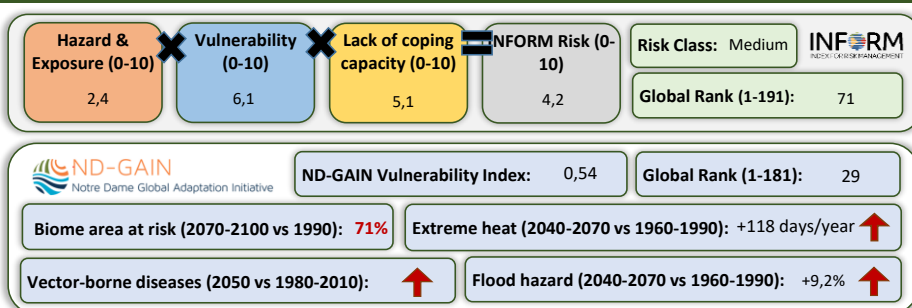 Hazard &
Exposure (0-10)
2,4
Vulnerability
(0-10)
6,1
Lack of coping
capacity (0-10)
5,1
INFORM Risk (0-
10)
4,2
Risk Class: Medium
INFORM
INDEX FOR RISK MANAGEMENT
Global Rank (1-191): 71
ND-GAIN
Notre Dame Global Adaptation Initiative
ND-GAIN Vulnerability Index: 0,54
Global Rank (1-181): 29
Biome area at risk (2070-2100 vs 1990): 71%
Extreme heat (2040-2070 vs 1960-1990): +118 days/year
Vector-borne diseases (2050 vs 1980-2010):
Flood hazard (2040-2070 vs 1960-1990): +9,2%